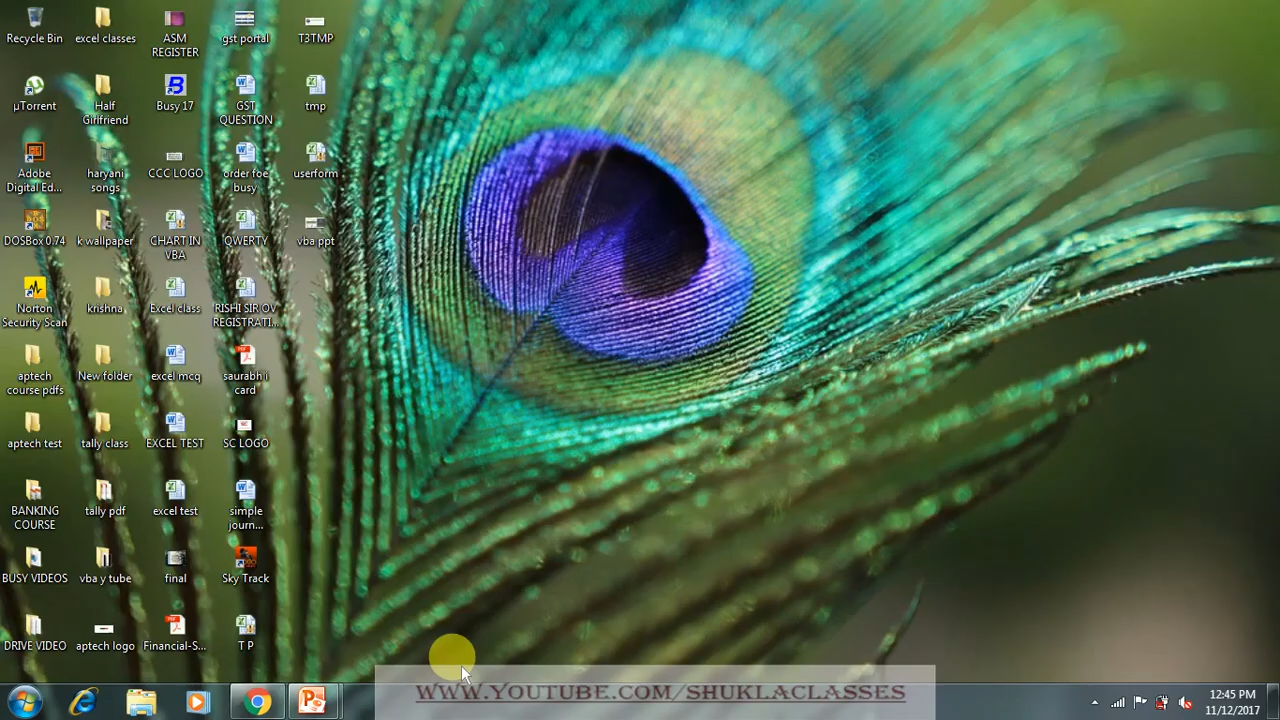 Recycle Bin
excel classes
ASM
REGISTER
gst portal
T3TMP
µTorrent
Half
Girlfriend
Busy 17
GST
QUESTION
tmp
Adobe
Digital Ed...
haryani
songs
CCC LOGO
order foe
busy
userform
DOSBox 0.74
k wallpaper
CHART IN
VBA
QWERTY
vba ppt
Norton
Security Scan
krishna
Excel class
RISHI SIR OV
REGISTRATI...
aptech
course pdfs
New folder
excel mcq
saurabh i
card
aptech test
tally class
EXCEL TEST
SC LOGO
BANKING
COURSE
tally pdf
excel test
simple
journ...
BUSY VIDEOS
vba y tube
final
Sky Track
DRIVE VIDEO
aptech logo
Financial-S...
T P
www.YouTube.com/shuklaclasses
12:45 PM
11/12/2017